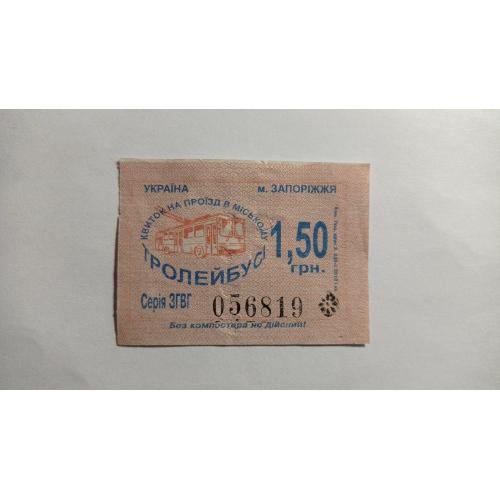 УКРАЇНА
м. ЗАПОРІЖЖЯ
КВИТОК НА ПРОЇЗД В МІСЬКОМУ
ТРОЛЕЙБУСІ
1,50
грн.
Серія ЗГВГ
056819
Без компостера не дійсний!